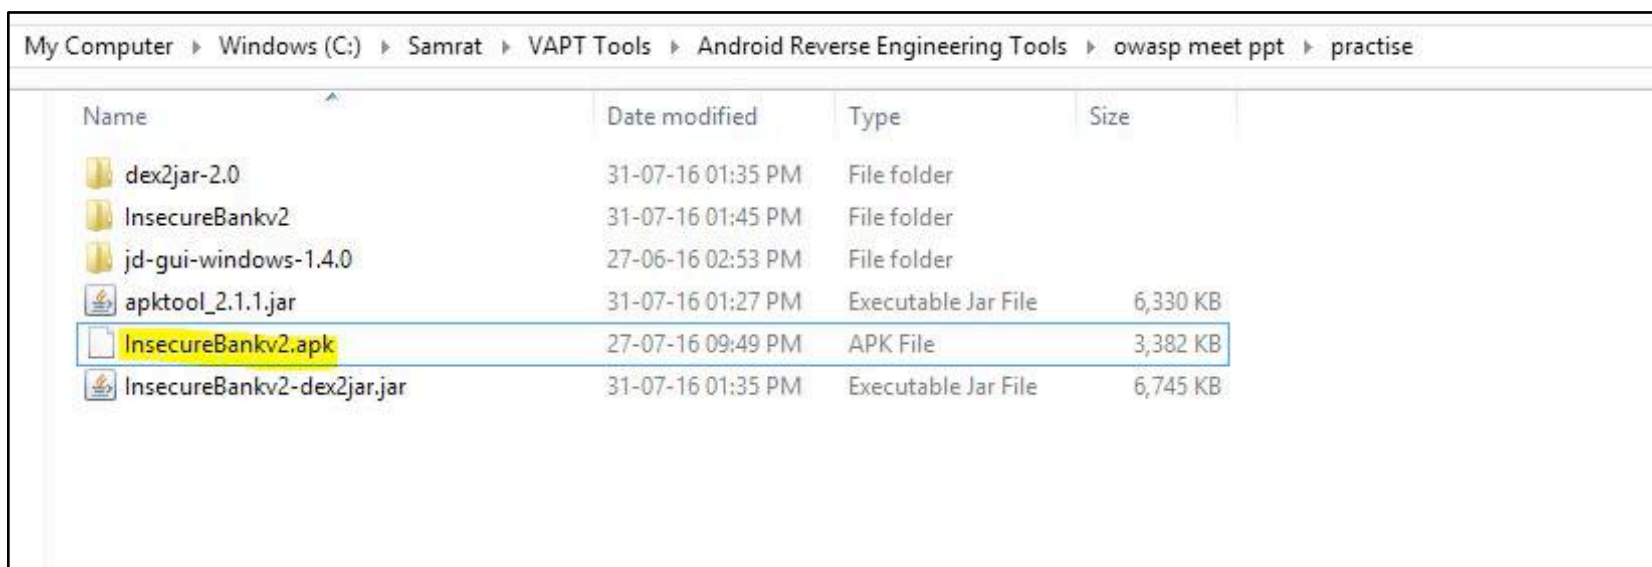 My Computer Windows (C:) Samrat VAPT Tools Android Reverse Engineering Tools owasp meet ppt practise
Name Date modified Type Size
dex2jar-2.0 31-07-16 01:35 PM File folder
InsecureBankv2 31-07-16 01:45 PM File folder
jd-gui-windows-1.4.0 27-06-16 02:53 PM File folder
apktool_2.1.1.jar 31-07-16 01:27 PM Executable Jar File 6,330 KB
InsecureBankv2.apk 27-07-16 09:49 PM APK File 3,382 KB
InsecureBankv2-dex2jar.jar 31-07-16 01:35 PM Executable Jar File 6,745 KB